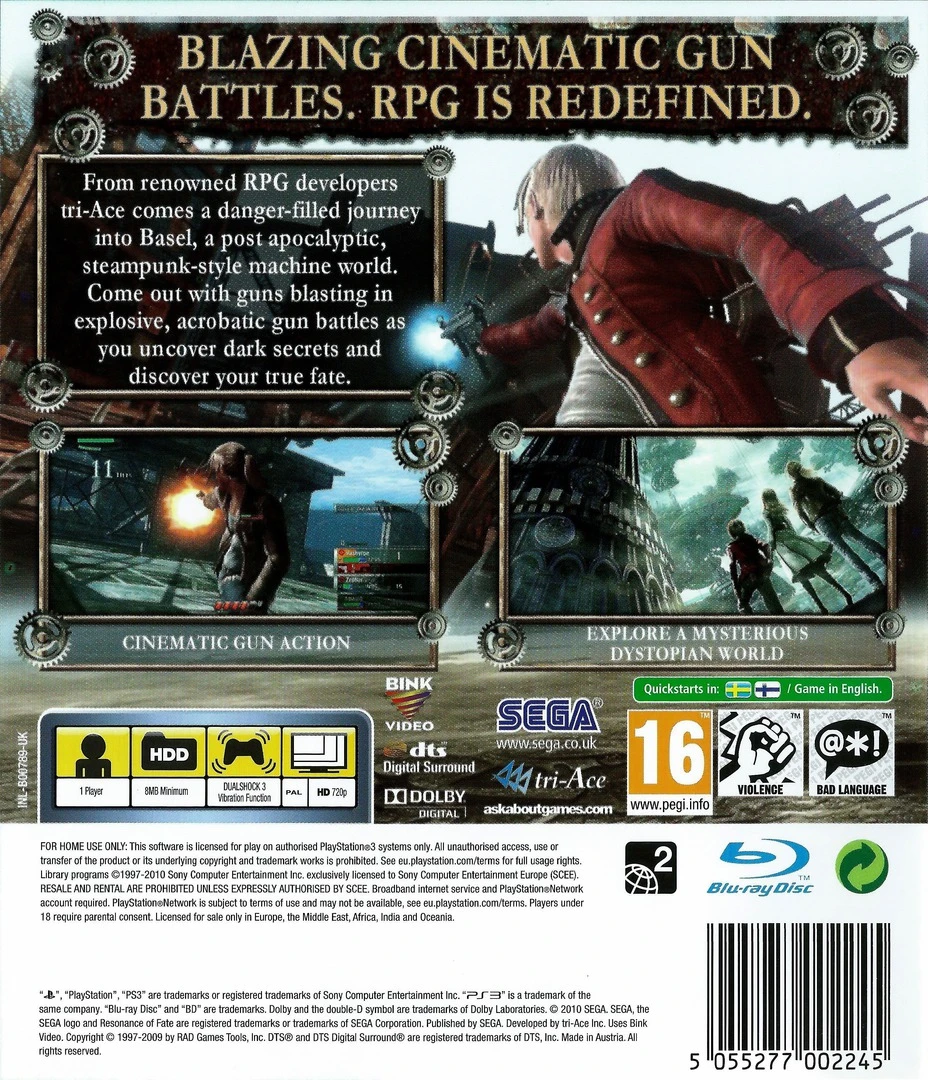 BLAZING CINEMATIC GUN
BATTLES. RPG IS REDEFINED.
From renowned RPG developers
tri-Ace comes a danger-filled journey
into Basel, a post apocalyptic,
steampunk-style machine world.
Come out with guns blasting in
explosive, acrobatic gun battles as
you uncover dark secrets and
discover your true fate.
11
CINEMATIC GUN ACTION
EXPLORE A MYSTERIOUS
DYSTOPIAN WORLD
Quickstarts in: / Game in English.
INL-B00789-UK
1 Player
HDD
8MB Minimum
DUALSHOCK 3
Vibration Function
PAL
HD 720p
BINK
VIDEO
dts
Digital Surround
DOLBY
DIGITAL
SEGA®
www.sega.co.uk
tri-Ace
askaboutgames.com
16
www.pegi.info
VIOLENCE
@*!
BAD LANGUAGE
FOR HOME USE ONLY: This software is licensed for play on authorised PlayStation®3 systems only. All unauthorised access, use or
transfer of the product or its underlying copyright and trademark works is prohibited. See eu.playstation.com/terms for full usage rights.
Library programs ©1997-2010 Sony Computer Entertainment Inc. exclusively licensed to Sony Computer Entertainment Europe (SCEE).
RESALE AND RENTAL ARE PROHIBITED UNLESS EXPRESSLY AUTHORISED BY SCEE. Broadband internet service and PlayStation®Network
account required. PlayStation®Network is subject to terms of use and may not be available, see eu.playstation.com/terms. Players under
18 require parental consent. Licensed for sale only in Europe, the Middle East, Africa, India and Oceania.
2
Blu-ray Disc™
“ ”, “PlayStation”, “PS3” are trademarks or registered trademarks of Sony Computer Entertainment Inc. “PS3” is a trademark of the
same company. “Blu-ray Disc” and “BD” are trademarks. Dolby and the double-D symbol are trademarks of Dolby Laboratories. © 2010 SEGA. SEGA, the
SEGA logo and Resonance of Fate are registered trademarks or trademarks of SEGA Corporation. Published by SEGA. Developed by tri-Ace Inc. Uses Bink
Video. Copyright © 1997-2009 by RAD Games Tools, Inc. DTS® and DTS Digital Surround® are registered trademarks of DTS, Inc. Made in Austria. All
rights reserved.
5 055277 002245